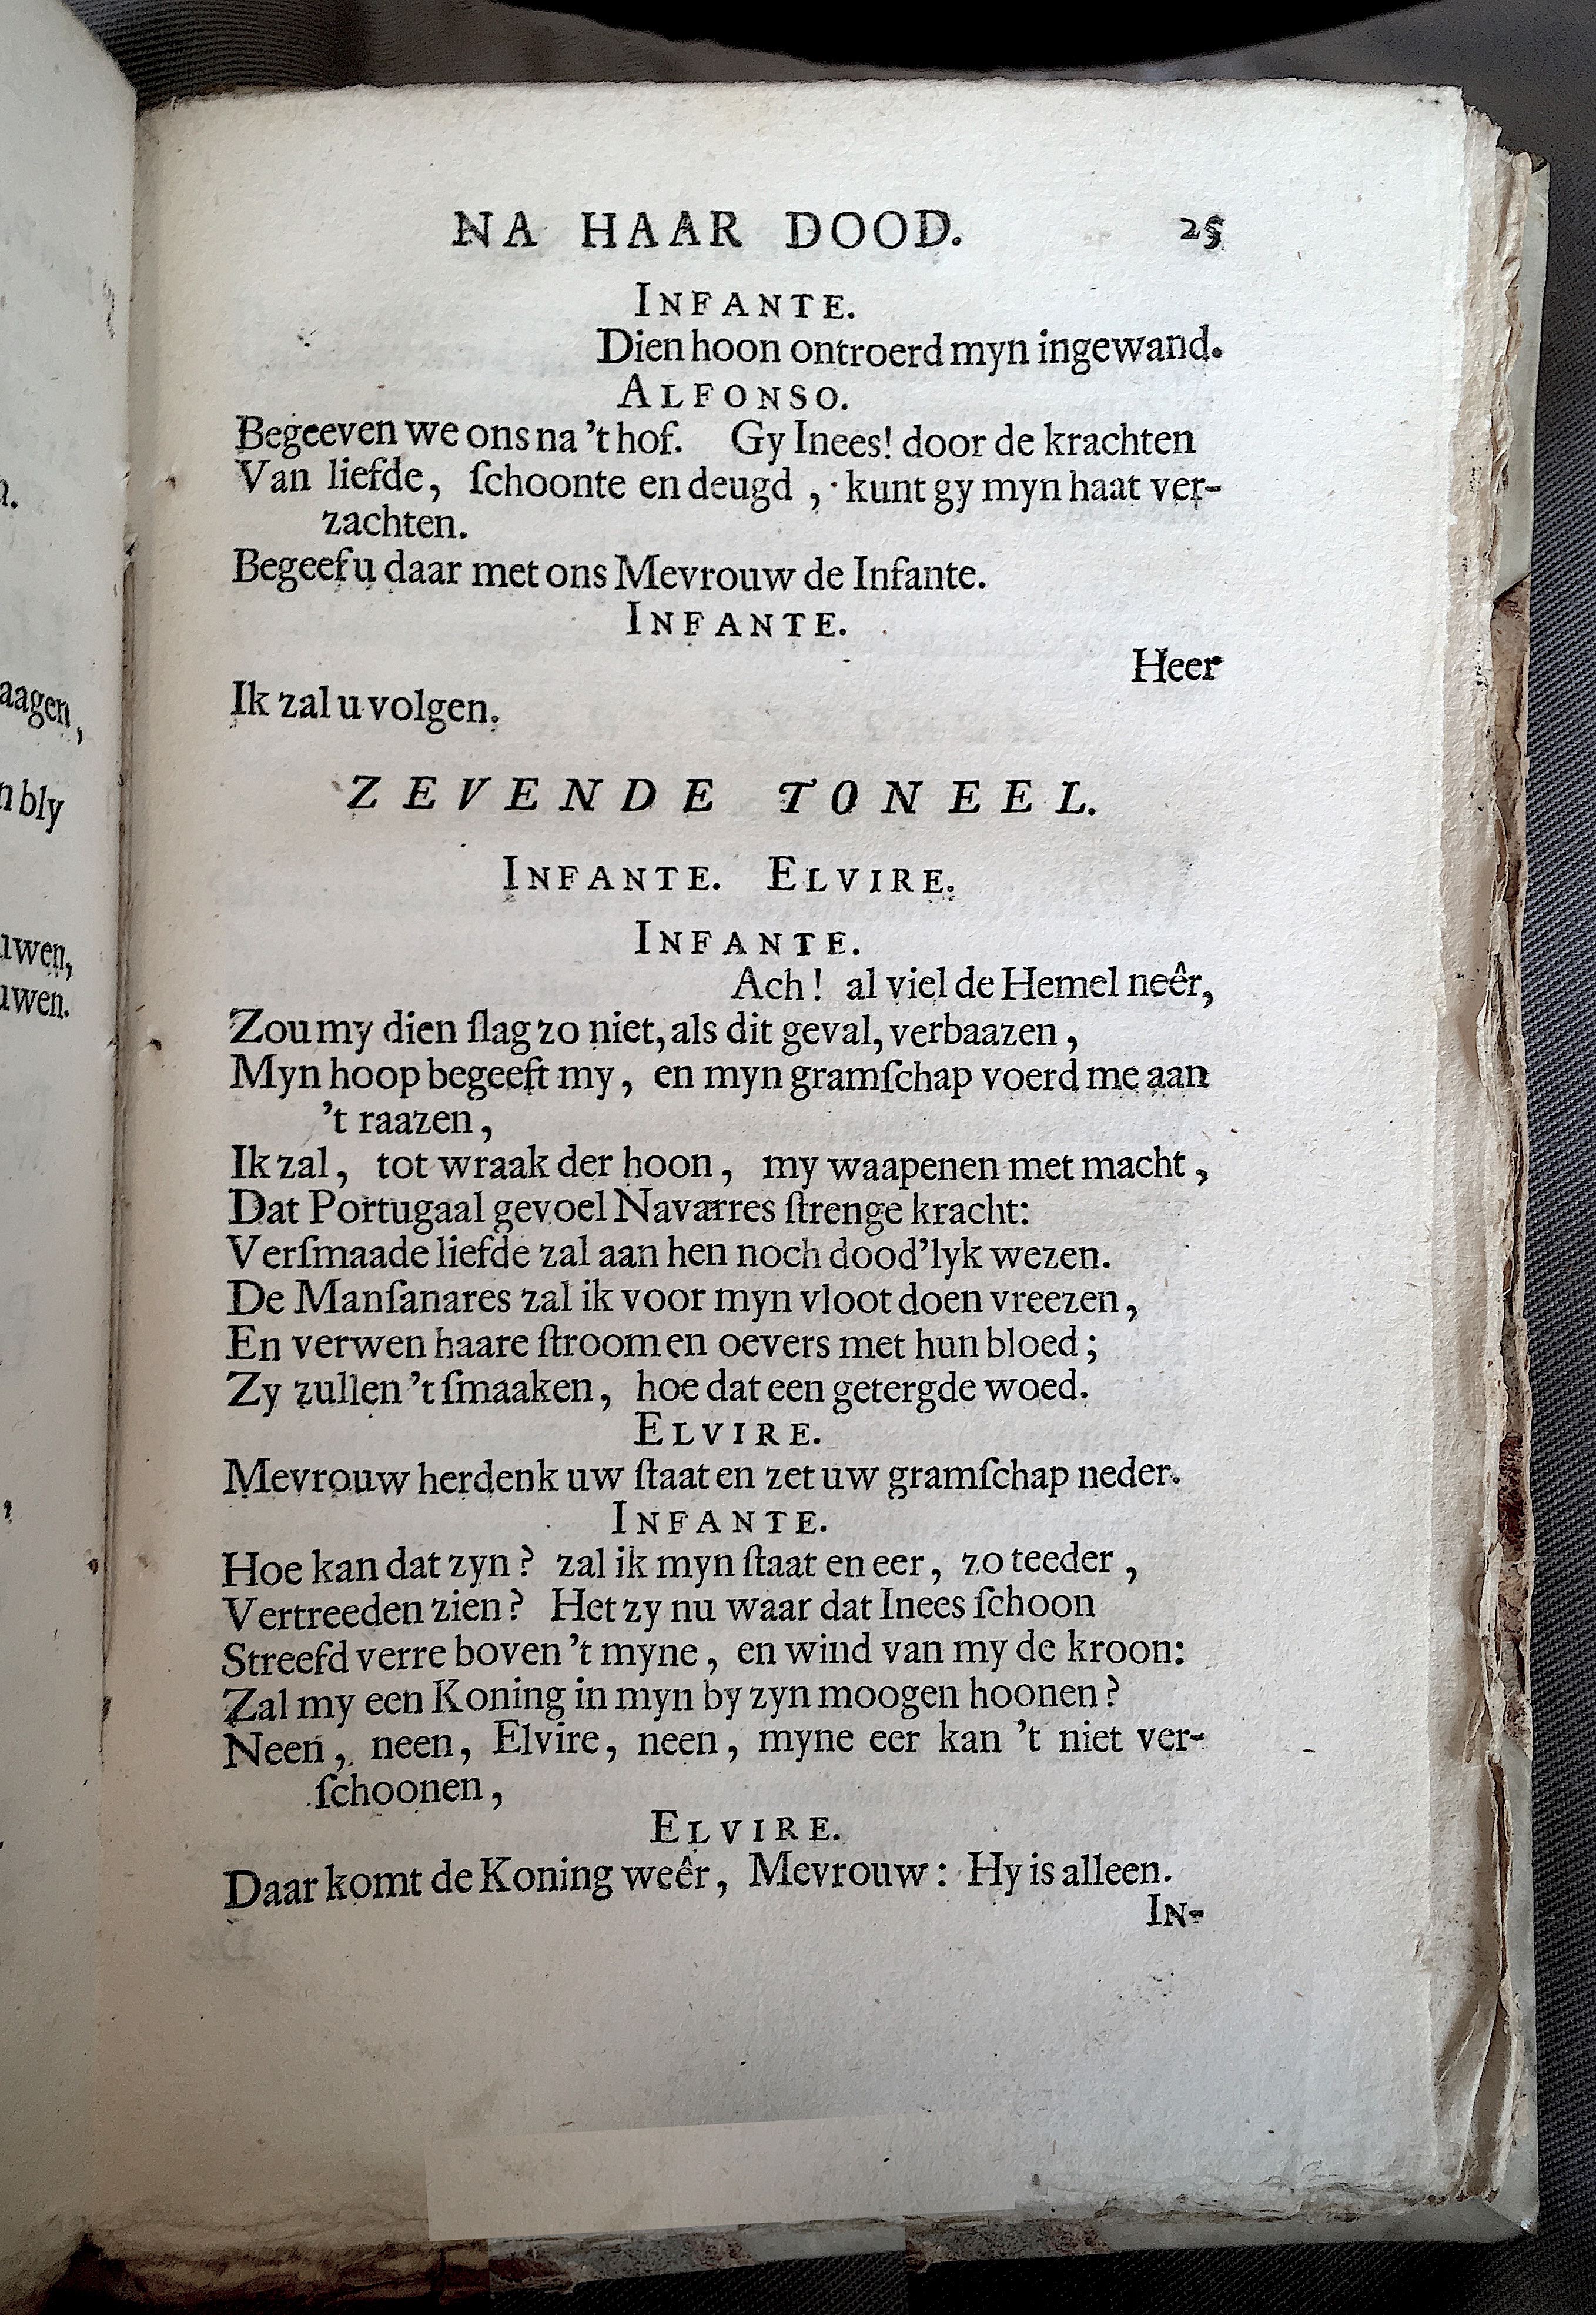 NA HAAR DOOD. 25
INFANTE.
Dien hoon ontroerd myn ingewand.
ALFONSO.
Begeeven we ons na 't hof. Gy Inees! door de krachten
Van liefde, ſchoonte en deugd, kunt gy myn haat ver-
zachten.
Begeef u daar met ons Mevrouw de Infante.
INFANTE.
Heer
Ik zal u volgen.
ZEVENDE TONEEL.
INFANTE. ELVIRE.
INFANTE.
Ach! al viel de Hemel neêr,
Zou my dien ſlag zo niet, als dit geval, verbaazen,
Myn hoop begeeft my, en myn gramſchap voerd me aan
't raazen,
Ik zal, tot wraak der hoon, my waapenen met macht,
Dat Portugaal gevoel Navarres ſtrenge kracht:
Verſmaade liefde zal aan hen noch dood'lyk wezen.
De Manſanares zal ik voor myn vloot doen vreezen,
En verwen haare ſtroomen oevers met hun bloed;
Zy zullen 't ſmaaken, hoe dat een getergde woed.
ELVIRE.
Mevrouw herdenk uw ſtaat en zet uw gramſchap neder.
INFANTE.
Hoe kan dat zyn? zal ik myn ſtaat en eer, zo teeder,
Vertreeden zien? Het zy nu waar dat Inees ſchoon
Streefd verre boven 't myne, en wind van my de kroon:
Zal my een Koning in myn by zyn moogen hoonen?
Neen, neen, Elvire, neen, myne eer kan 't niet ver-
ſchoonen,
ELVIRE.
Daar komt de Koning weêr, Mevrouw: Hy is alleen.
IN-
aagen,
n bly
uwen,
uwen.